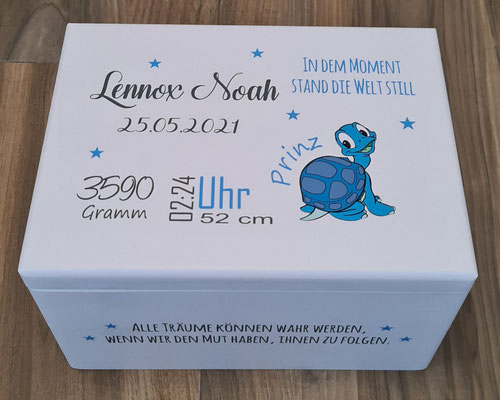 Lennox Noah
25.05.2021
IN DEM MOMENT
STAND DIE WELT STILL
3590
Gramm
02:24
Uhr
52 cm
Prinz
ALLE TRÄUME KÖNNEN WAHR WERDEN,
WENN WIR DEN MUT HABEN, IHNEN ZU FOLGEN.